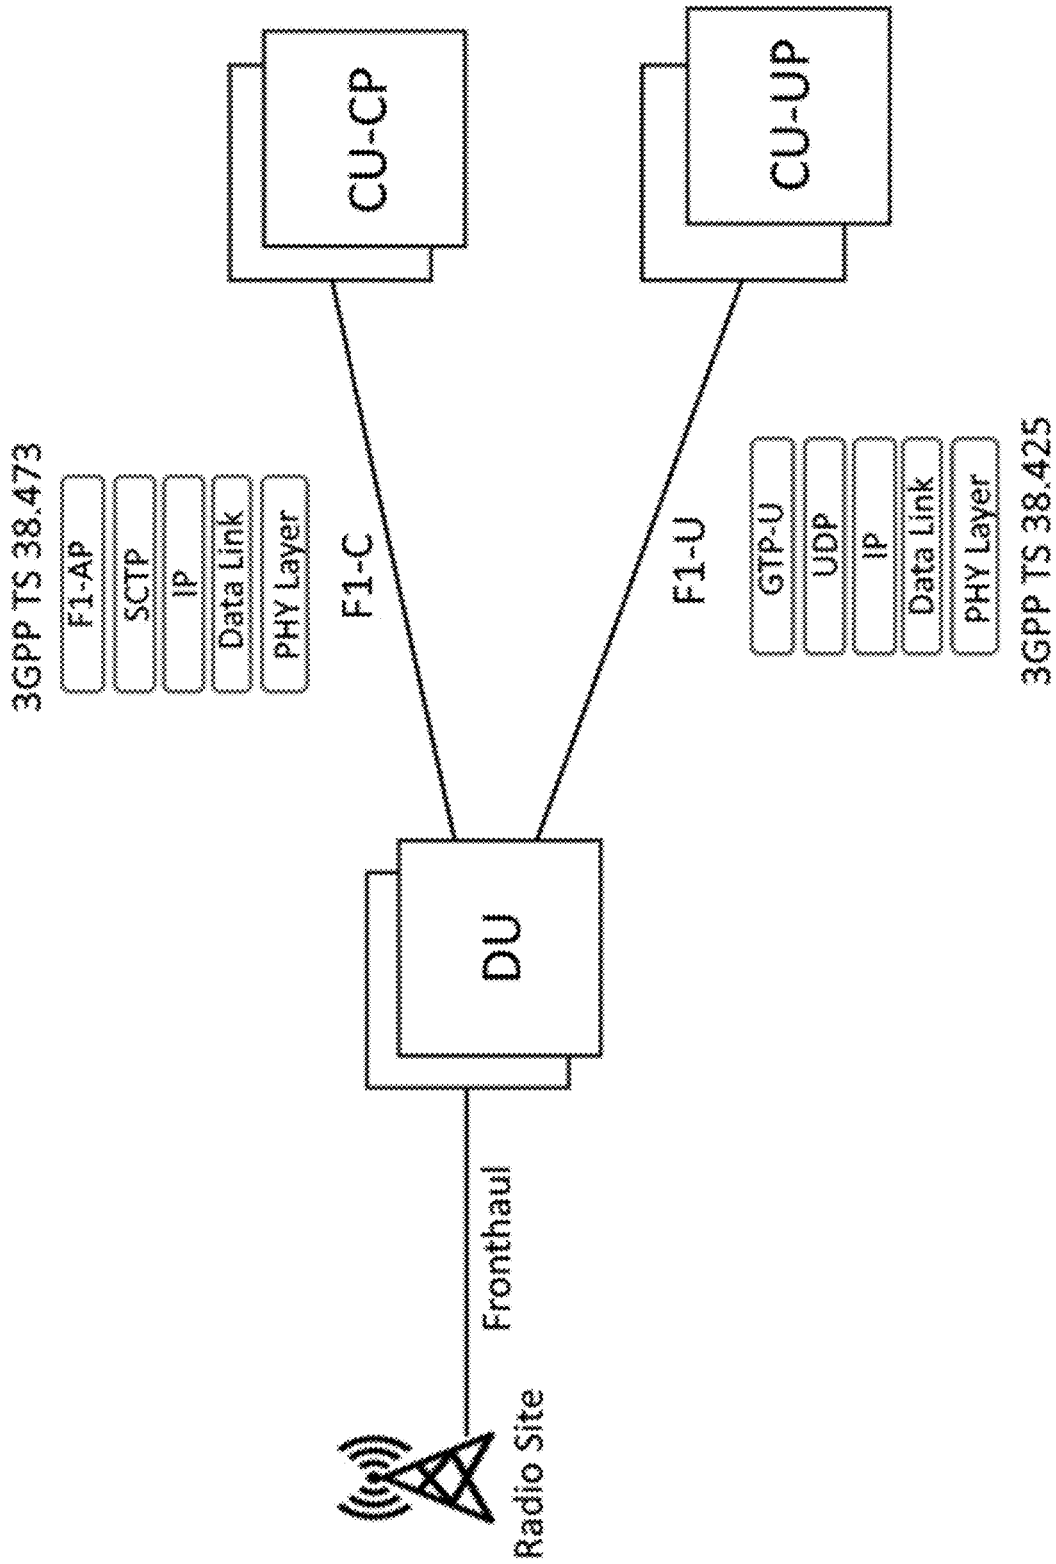 3GPP TS 38.473
F1-AP
SCTP
IP
Data Link
PHY Layer
F1-C
CU-CP
Radio Site
Fronthaul
DU
F1-U
CU-UP
GTP-U
UDP
IP
Data Link
PHY Layer
3GPP TS 38.425